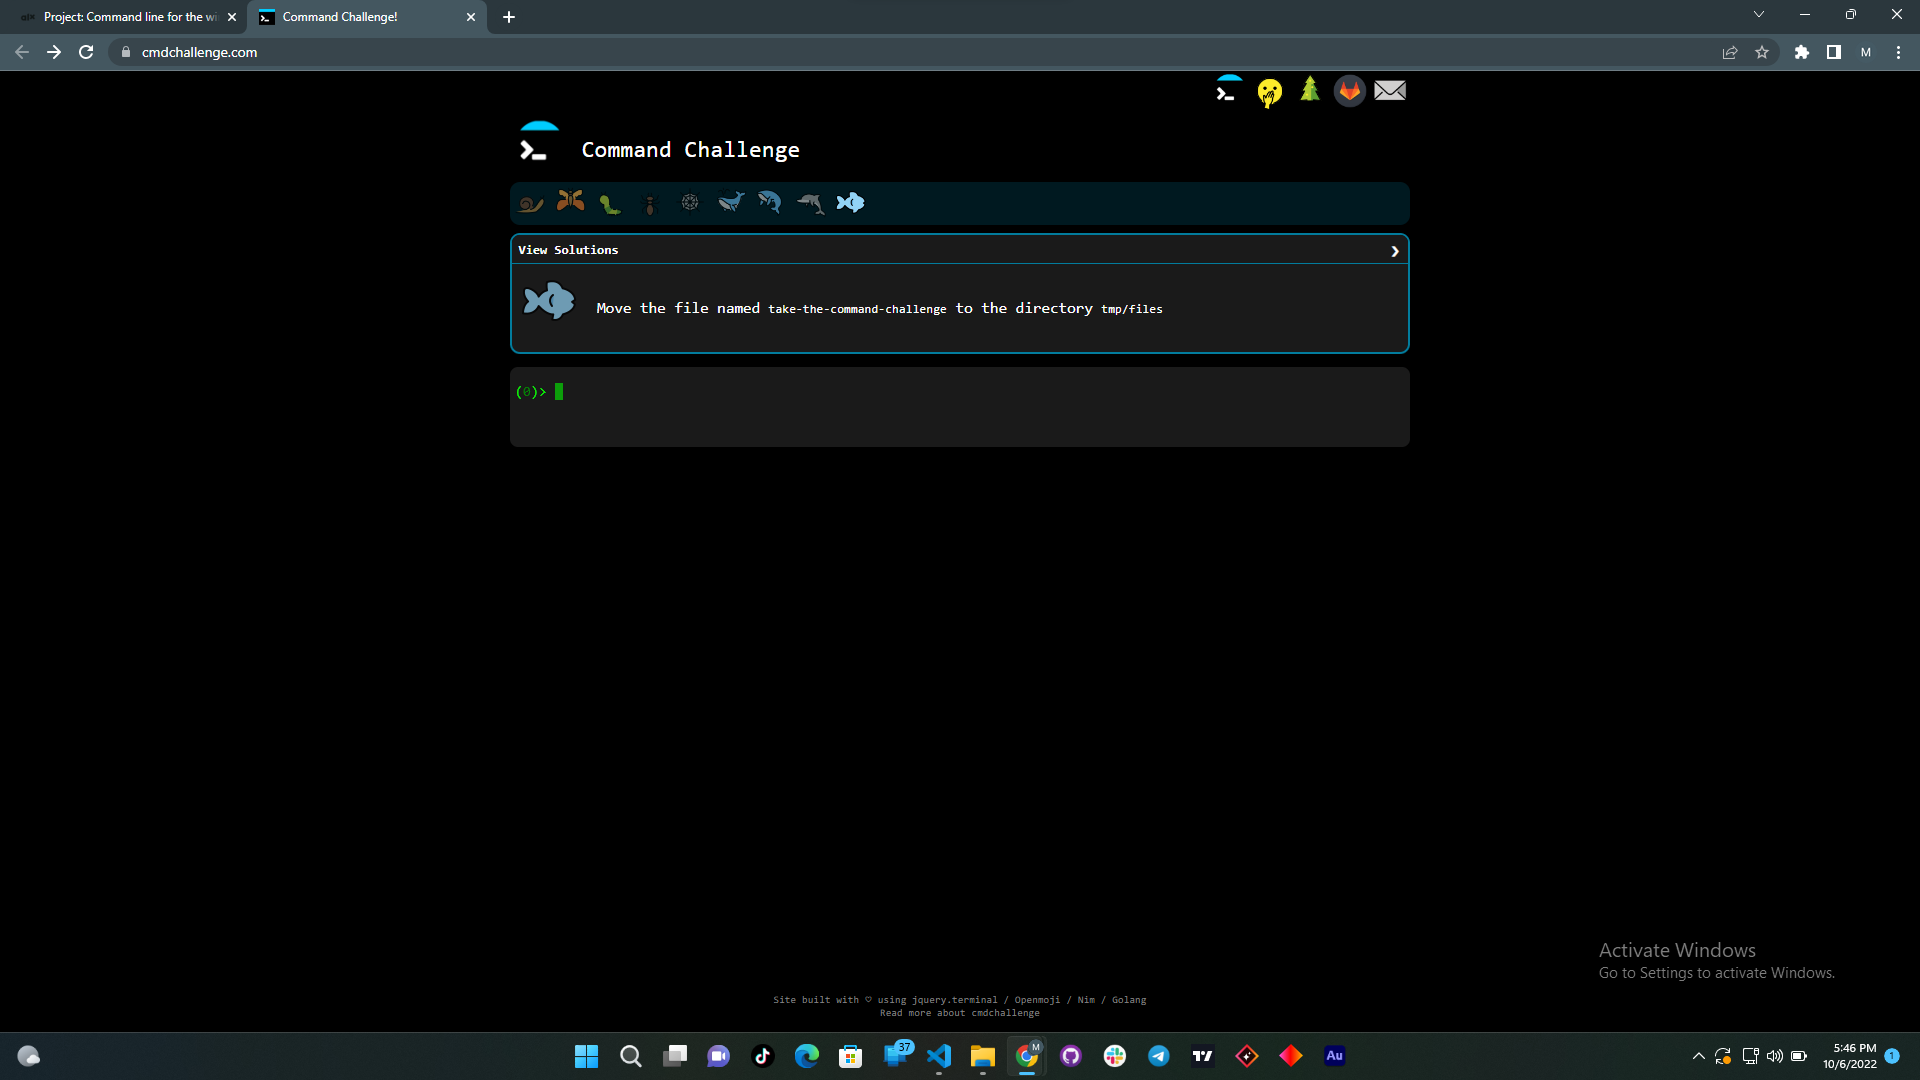 Project: Command line for the wi
Command Challenge!
cmdchallenge.com
M
Command Challenge
View Solutions
Move the file named take-the-command-challenge to the directory tmp/files
(0)>
Activate Windows
Go to Settings to activate Windows.
Site built with ♡ using jquery.terminal / Openmoji / Nim / Golang
Read more about cmdchallenge
37
M
Au
5:46 PM
10/6/2022
1